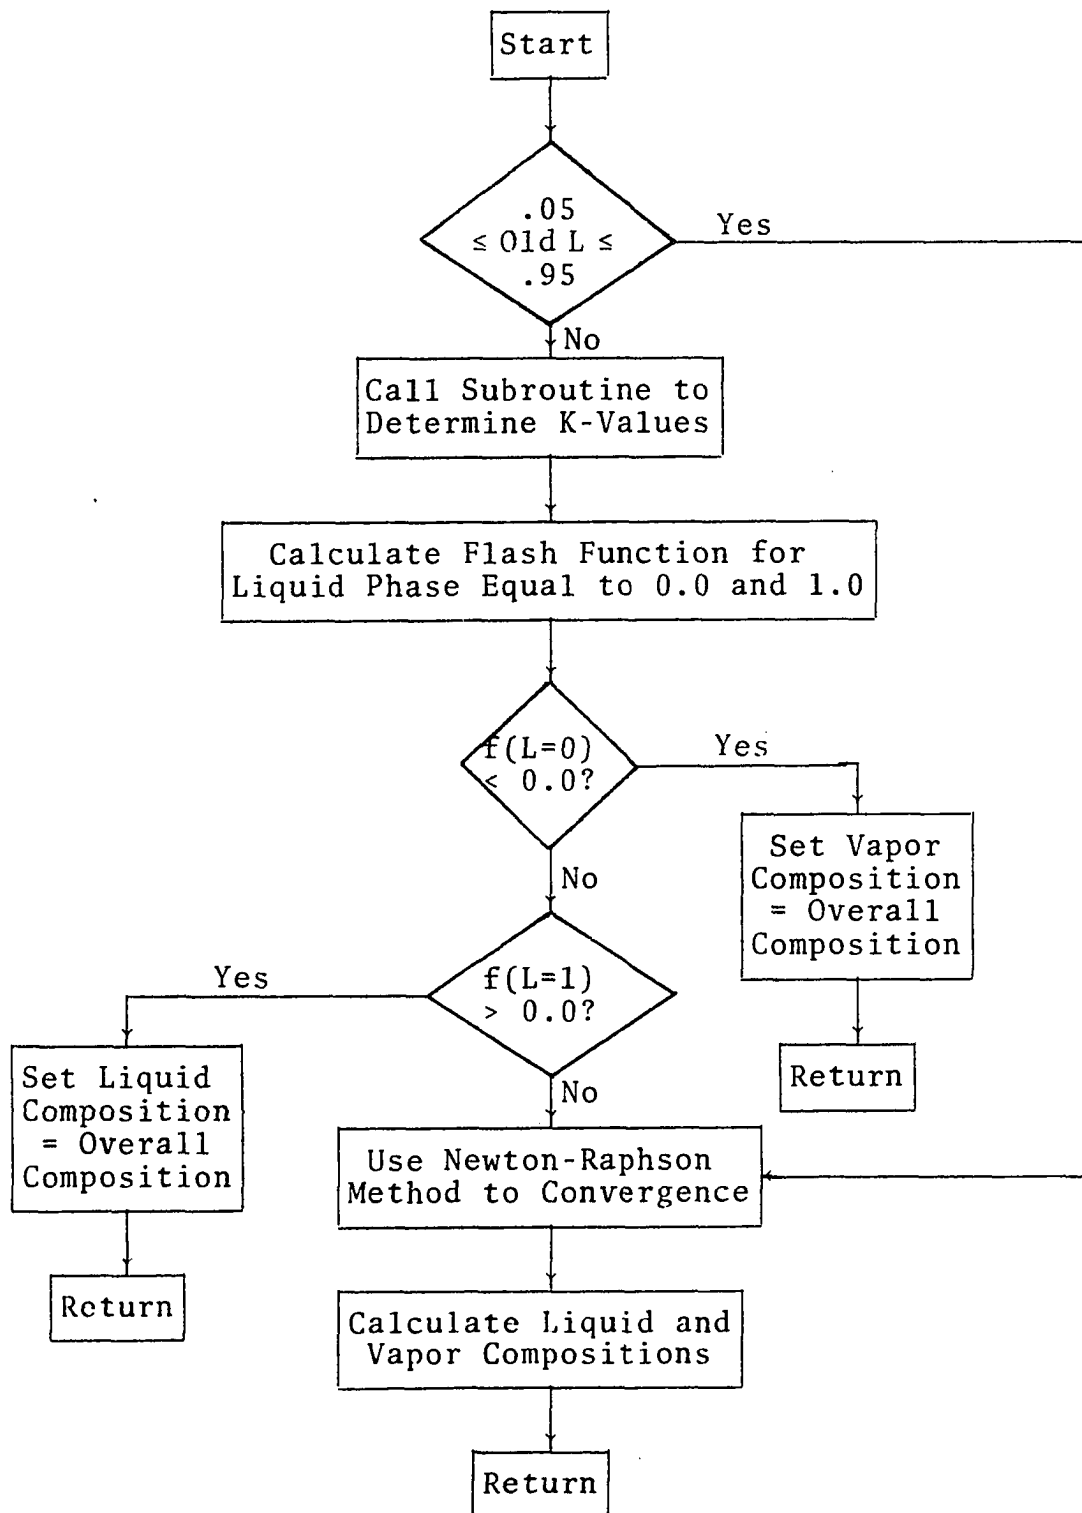 Start
.05
≤ Old L ≤
.95
Yes
No
Call Subroutine to
Determine K-Values
Calculate Flash Function for
Liquid Phase Equal to 0.0 and 1.0
f(L=0)
< 0.0?
Yes
No
Set Vapor
Composition
= Overall
Composition
Return
f(L=1)
> 0.0?
Yes
No
Set Liquid
Composition
= Overall
Composition
Return
Use Newton-Raphson
Method to Convergence
Calculate Liquid and
Vapor Compositions
Return